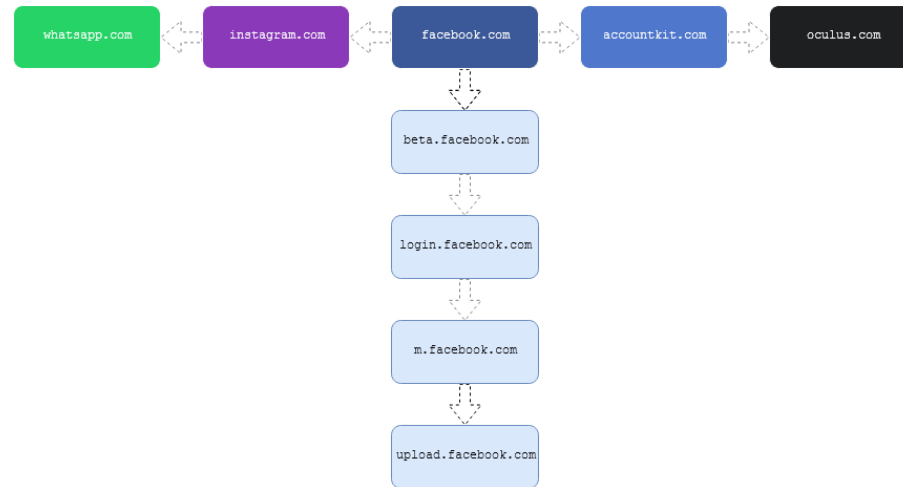 whatsapp.com
instagram.com
facebook.com
accountkit.com
oculus.com
beta.facebook.com
login.facebook.com
m.facebook.com
upload.facebook.com